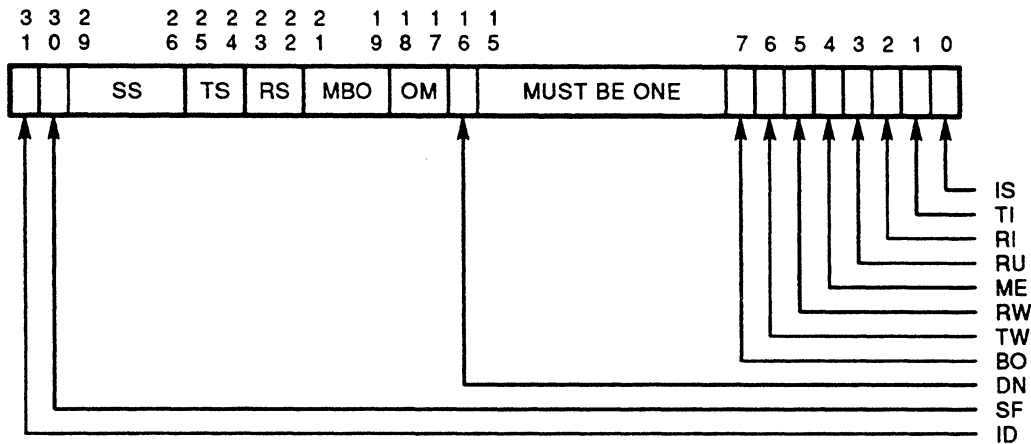 3 3 2 2 2 2 2 2 2 1 1 1 1 1
1 0 9 6 5 4 3 2 1 9 8 7 6 5 7 6 5 4 3 2 1 0
SS TS RS MBO OM MUST BE ONE
IS
TI
RI
RU
ME
RW
TW
BO
DN
SF
ID